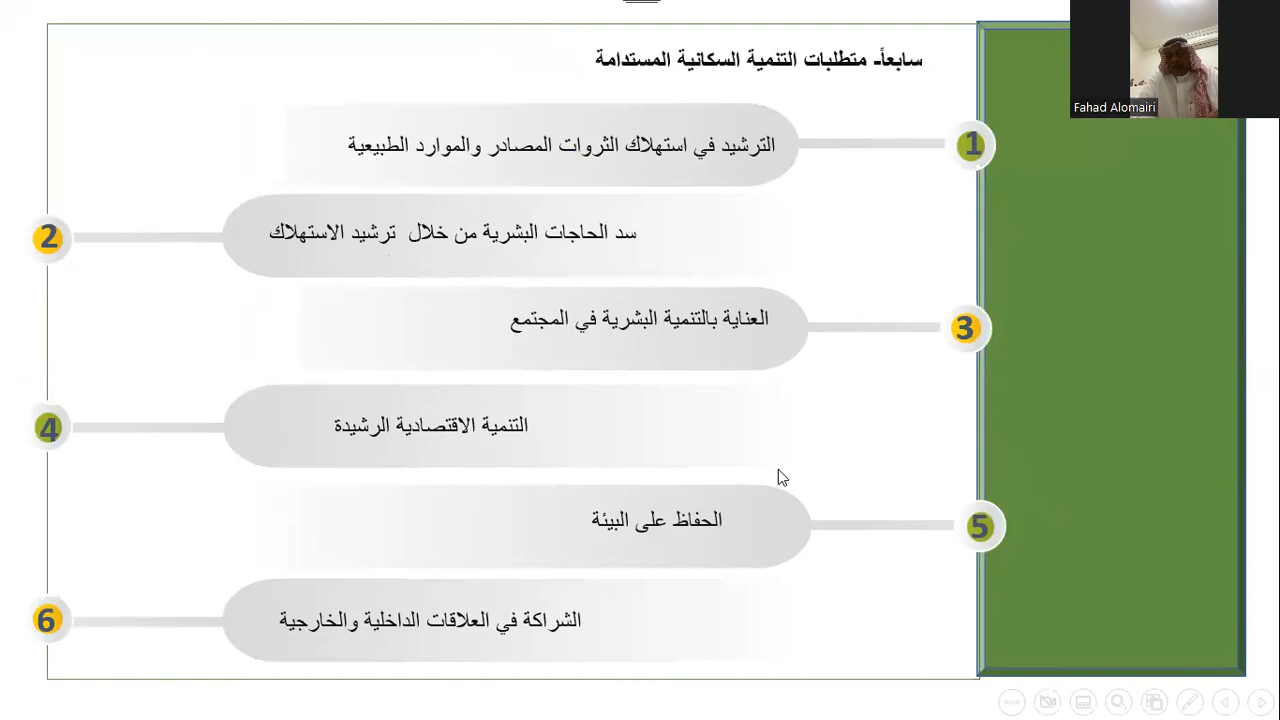 سابعاً- متطلبات التنمية السكانية المستدامة
Fahad Alomairi
1
الترشيد في استهلاك الثروات المصادر والموارد الطبيعية
2
سد الحاجات البشرية من خلال ترشيد الاستهلاك
3
العناية بالتنمية البشرية في المجتمع
4
التنمية الاقتصادية الرشيدة
5
الحفاظ على البيئة
6
الشراكة في العلاقات الداخلية والخارجية